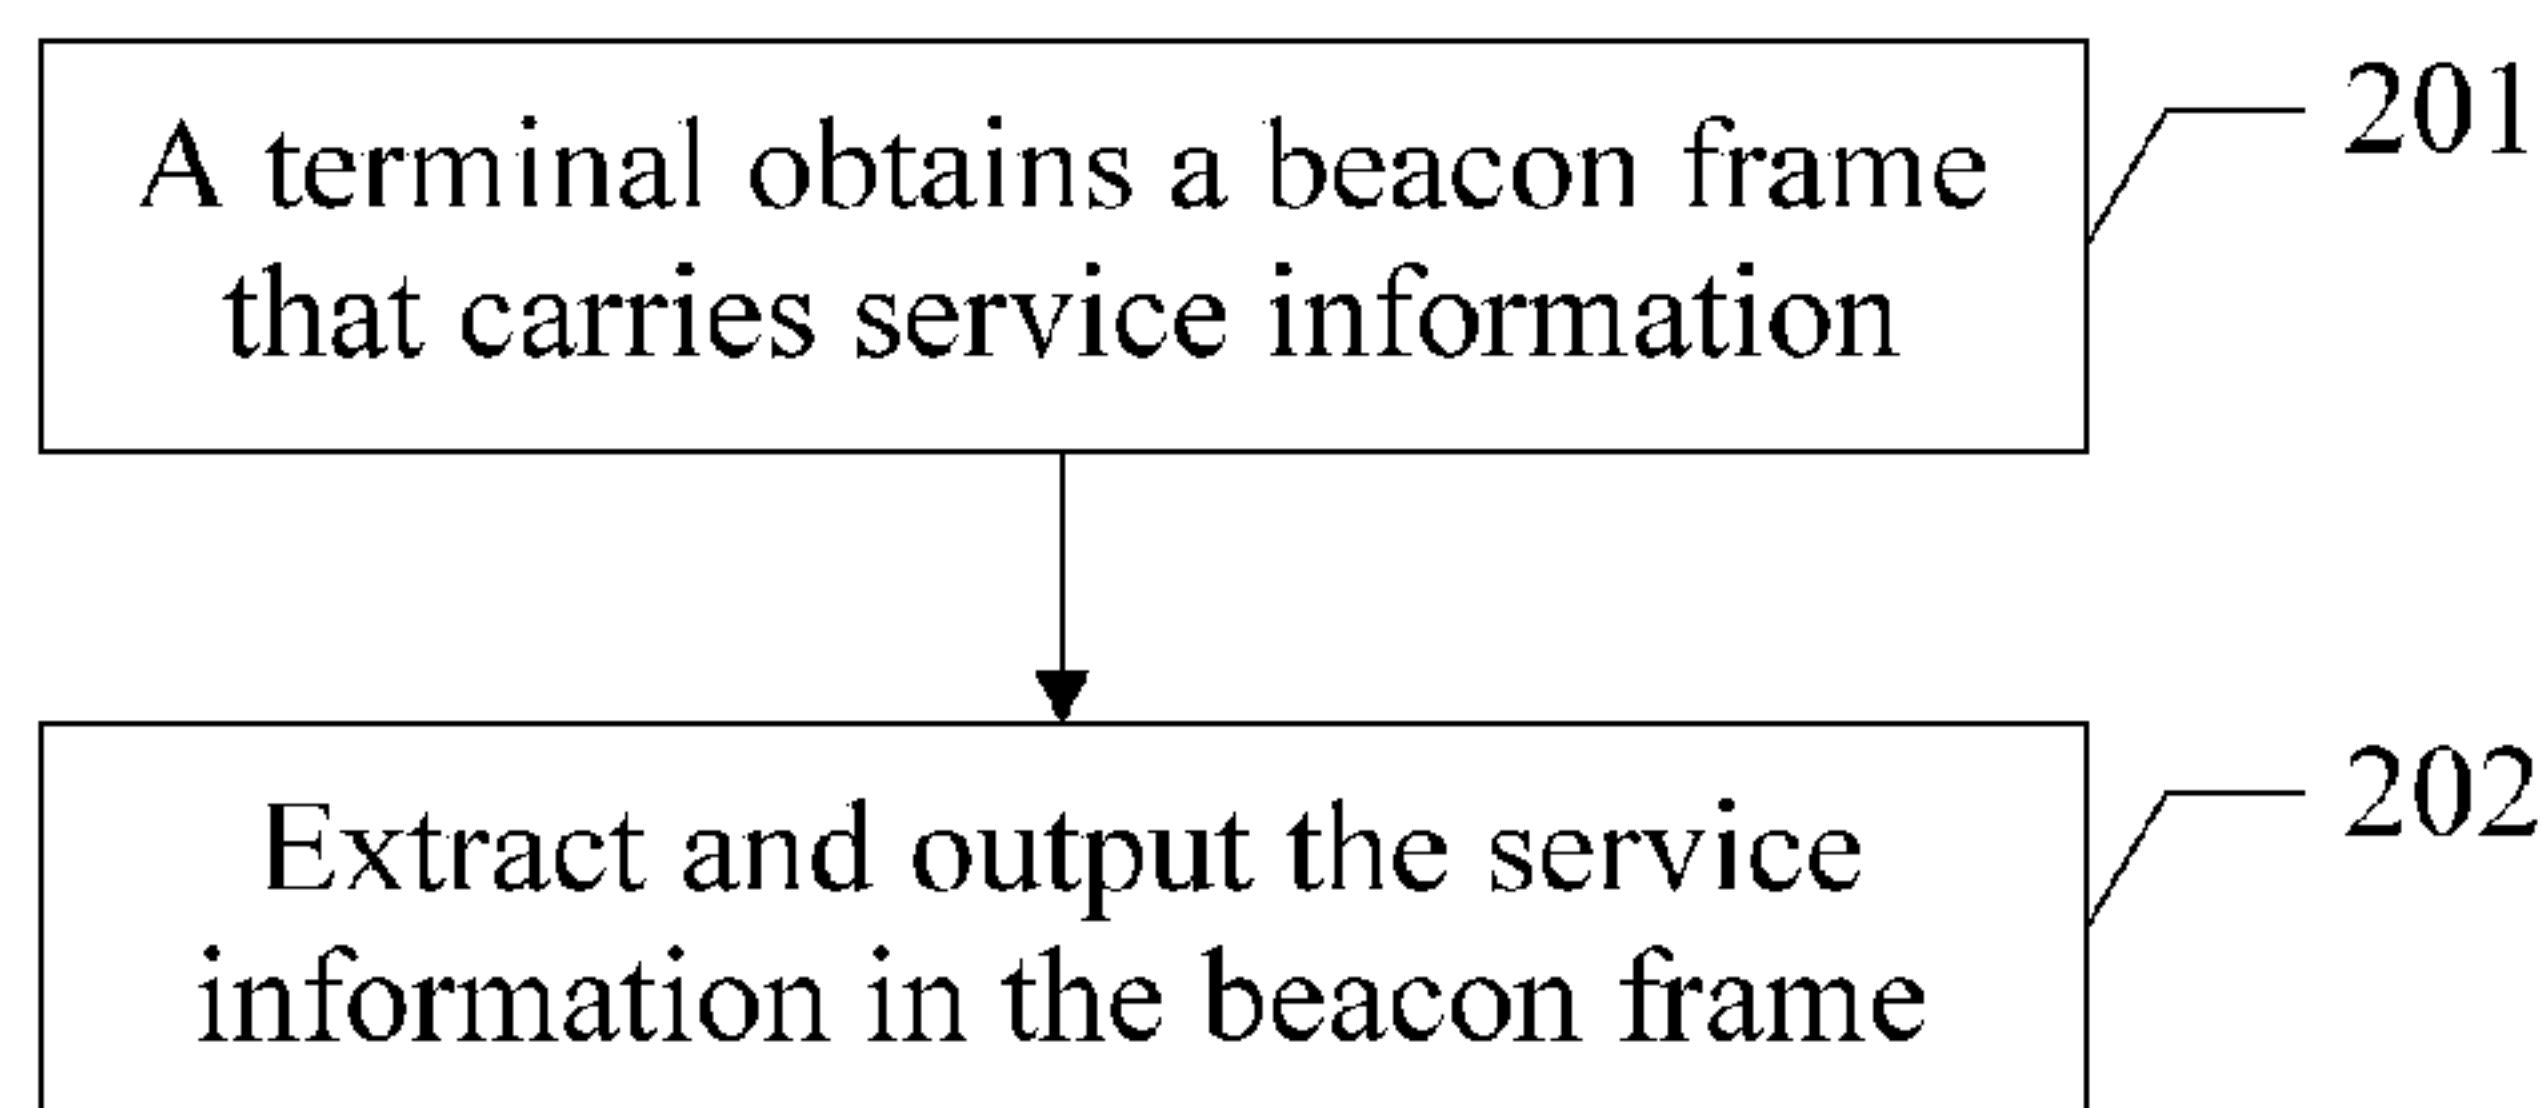 A terminal obtains a beacon frame
that carries service information
201
Extract and output the service
information in the beacon frame
202